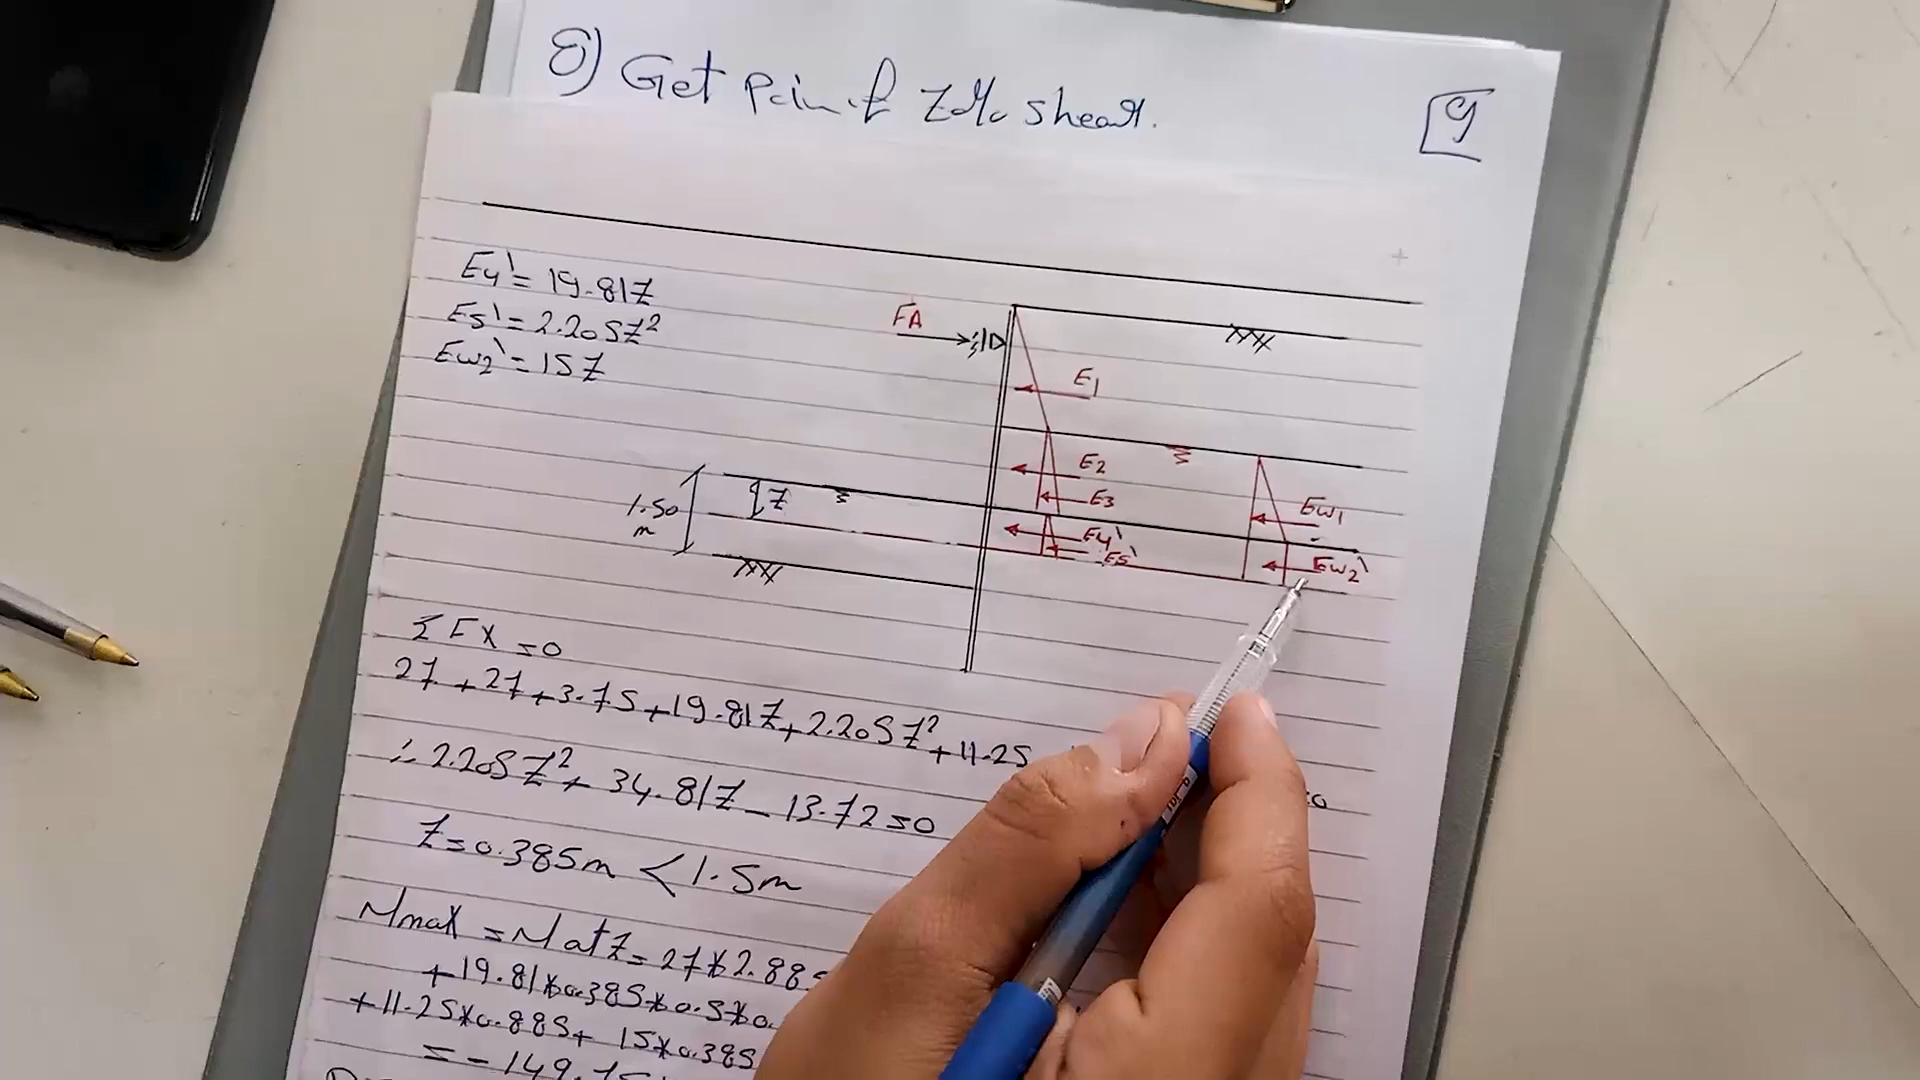 8) Get Point Zero shear.
9
E4' = 19.81Z
E5' = 2.205Z²
Ew2' = 15Z
FA
E1
E2
E3
E4'
E5'
Ew1
Ew2'
1.50
m
Z
ΣFX =0
27+27+3.75+19.81Z+2.205Z²+11.25
∴ 2.205Z²+ 34.81Z - 13.72=0
Z=0.385m < 1.5m
Mmax = M at Z = 27*2.885
+19.81*0.385*0.5*0.
+11.25*0.885+ 15*0.385